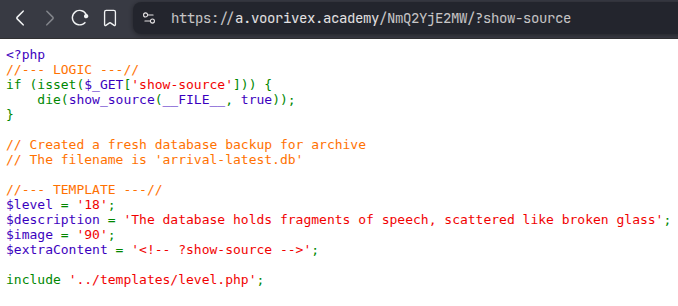 https://a.voorivex.academy/NmQ2YjE2MW/?show-source
<?php
//--- LOGIC ---//
if (isset($_GET['show-source'])) {
    die(show_source(__FILE__, true));
}
// Created a fresh database backup for archive
// The filename is 'arrival-latest.db'
//--- TEMPLATE ---//
$level = '18';
$description = 'The database holds fragments of speech, scattered like broken glass';
$image = '90';
$extraContent = '<!-- ?show-source -->';
include '../templates/level.php';